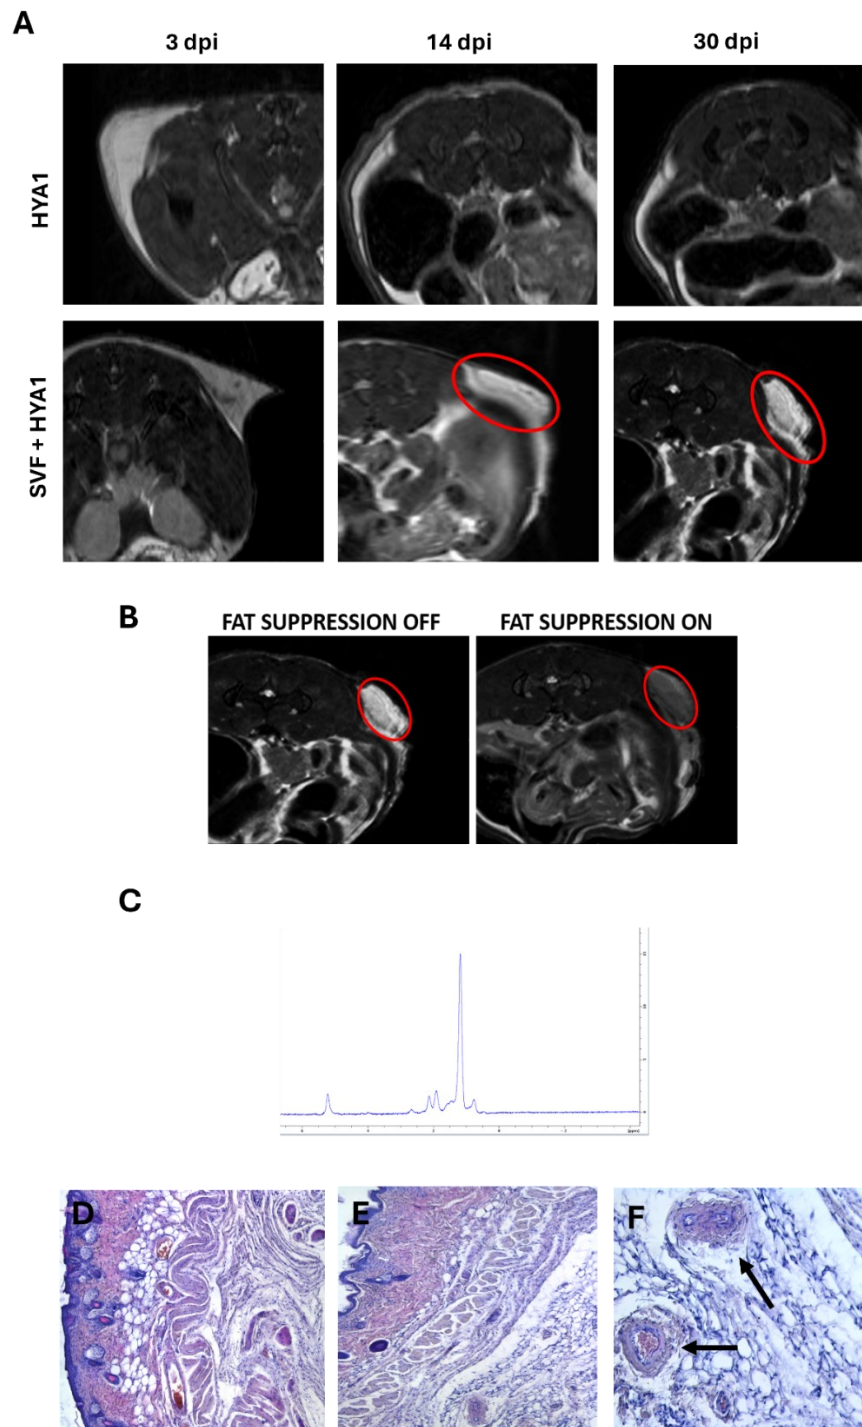 A
3 dpi 14 dpi 30 dpi
HYA1
SVF + HYA1
B
FAT SUPPRESSION OFF FAT SUPPRESSION ON
C
D E F